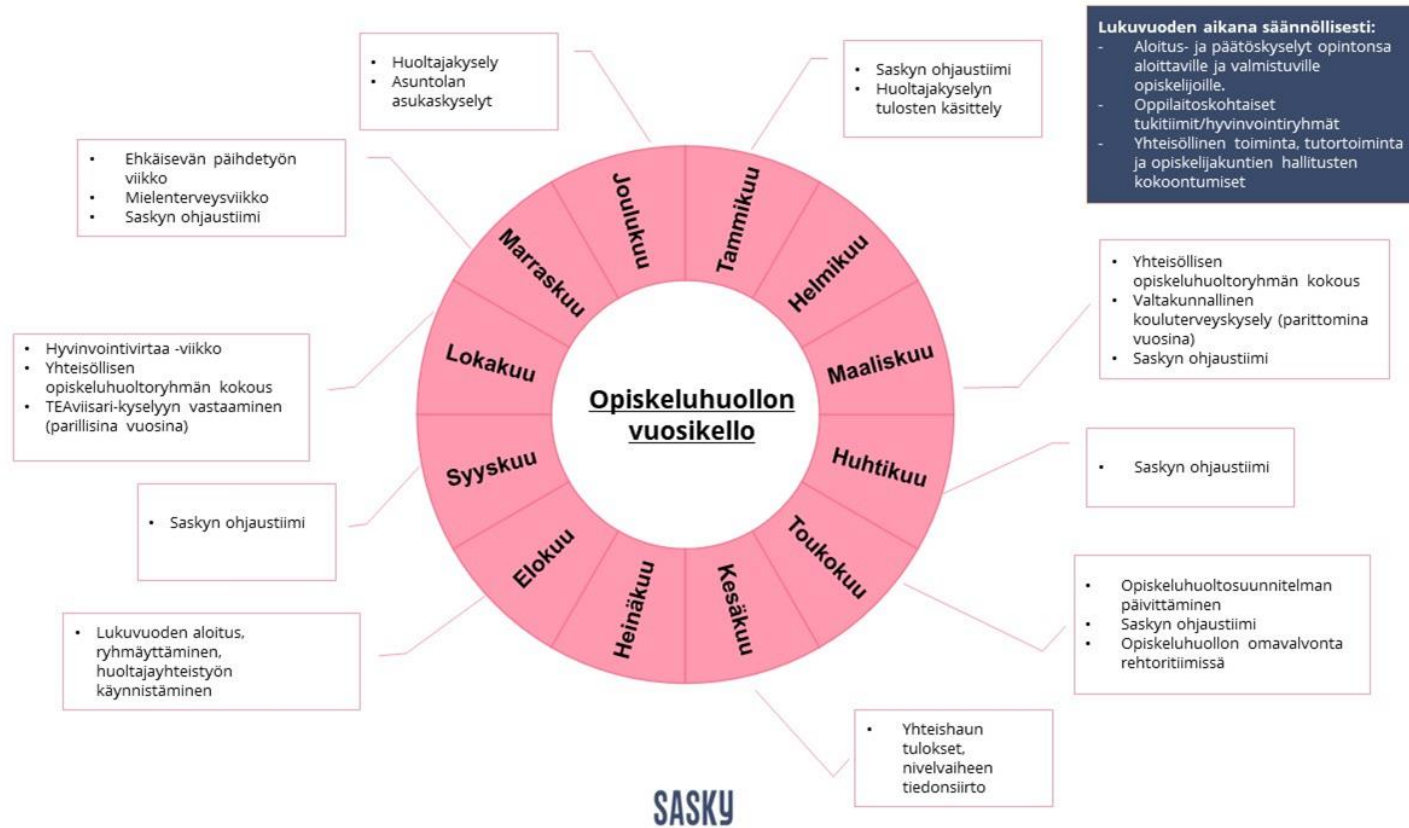 Lukuvuoden aikana säännöllisesti:
- Aloitus- ja päätöskyselyt opintonsa
aloittaville ja valmistuville
opiskelijoille.
- Oppilaitoskohtaiset
tukitiimit/hyvinvointiryhmät
- Yhteisöllinen toiminta, tutortoiminta
ja opiskelijakuntien hallitusten
kokoontumiset
• Huoltajakysely
• Asuntolan
asukaskyselyt
• Saskyn ohjaustiimi
• Huoltajakyselyn
tulosten käsittely
• Ehkäisevän päihdetyön
viikko
• Mielenterveysviikko
• Saskyn ohjaustiimi
• Yhteisöllisen
opiskeluhuoltoryhmän kokous
• Valtakunnallinen
kouluterveyskysely (parittomina
vuosina)
• Saskyn ohjaustiimi
• Hyvinvointivirtaa -viikko
• Yhteisöllisen
opiskeluhuoltoryhmän kokous
• TEAviisari-kyselyyn vastaaminen
(parillisina vuosina)
• Saskyn ohjaustiimi
• Saskyn ohjaustiimi
• Lukuvuoden aloitus,
ryhmäyttäminen,
huoltajayhteistyön
käynnistäminen
• Opiskeluhuoltosuunnitelman
päivittäminen
• Saskyn ohjaustiimi
• Opiskeluhuollon omavalvonta
rehtoritiimissä
• Yhteishaun
tulokset,
nivelvaiheen
tiedonsiirto
Tammikuu
Helmikuu
Maaliskuu
Huhtikuu
Toukokuu
Kesäkuu
Heinäkuu
Elokuu
Syyskuu
Lokakuu
Marraskuu
Joulukuu
Opiskeluhuollon
vuosikello
SASKY